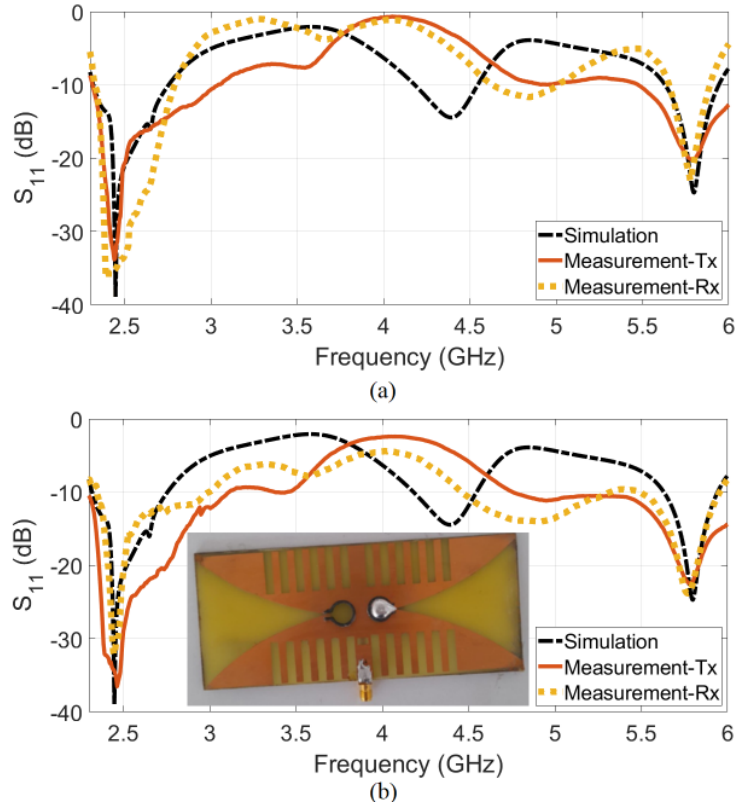 0
-10
-20
-30
-40
S11 (dB)
Simulation
Measurement-Tx
Measurement-Rx
2.5 3 3.5 4 4.5 5 5.5 6
Frequency (GHz)
(a)
0
-10
-20
-30
-40
S11 (dB)
Simulation
Measurement-Tx
Measurement-Rx
2.5 3 3.5 4 4.5 5 5.5 6
Frequency (GHz)
(b)